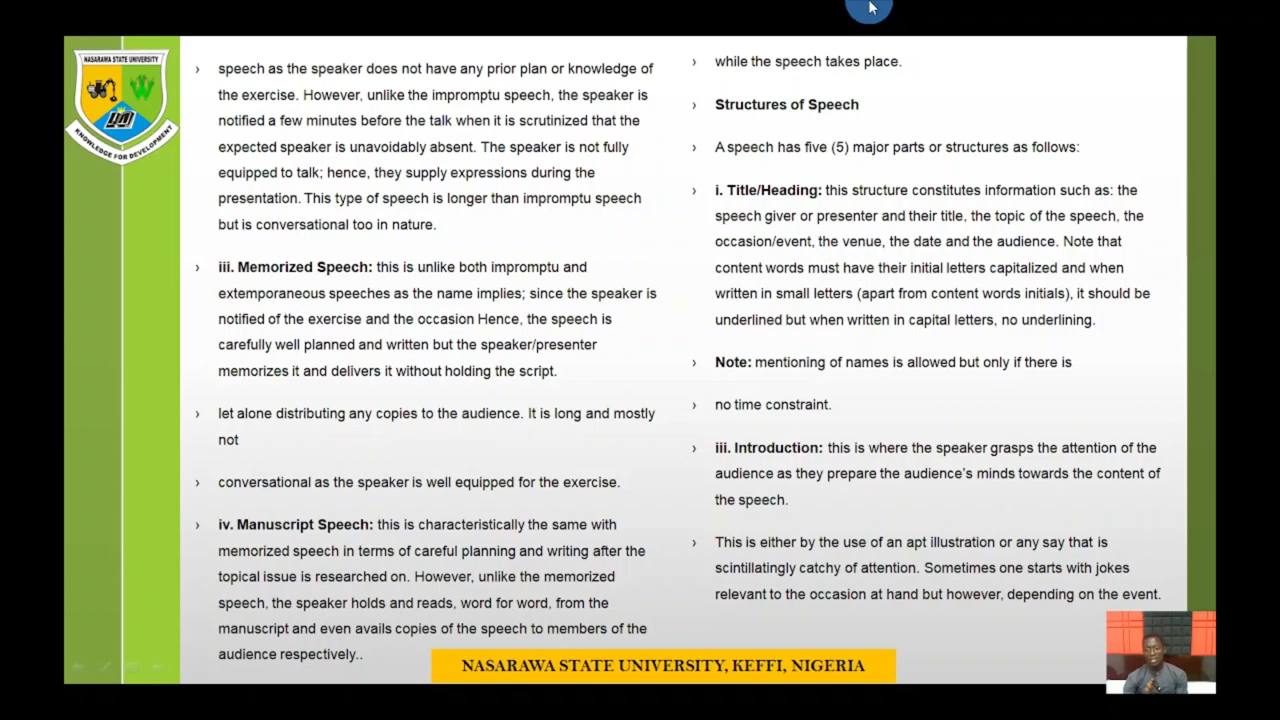 NASARAWA STATE UNIVERSITY
KNOWLEDGE FOR DEVELOPMENT
› speech as the speaker does not have any prior plan or knowledge of
the exercise. However, unlike the impromptu speech, the speaker is
notified a few minutes before the talk when it is scrutinized that the
expected speaker is unavoidably absent. The speaker is not fully
equipped to talk; hence, they supply expressions during the
presentation. This type of speech is longer than impromptu speech
but is conversational too in nature.
› iii. Memorized Speech: this is unlike both impromptu and
extemporaneous speeches as the name implies; since the speaker is
notified of the exercise and the occasion Hence, the speech is
carefully well planned and written but the speaker/presenter
memorizes it and delivers it without holding the script.
› let alone distributing any copies to the audience. It is long and mostly
not
› conversational as the speaker is well equipped for the exercise.
› iv. Manuscript Speech: this is characteristically the same with
memorized speech in terms of careful planning and writing after the
topical issue is researched on. However, unlike the memorized
speech, the speaker holds and reads, word for word, from the
manuscript and even avails copies of the speech to members of the
audience respectively..
› while the speech takes place.
› Structures of Speech
› A speech has five (5) major parts or structures as follows:
› i. Title/Heading: this structure constitutes information such as: the
speech giver or presenter and their title, the topic of the speech, the
occasion/event, the venue, the date and the audience. Note that
content words must have their initial letters capitalized and when
written in small letters (apart from content words initials), it should be
underlined but when written in capital letters, no underlining.
› Note: mentioning of names is allowed but only if there is
› no time constraint.
› iii. Introduction: this is where the speaker grasps the attention of the
audience as they prepare the audience's minds towards the content of
the speech.
› This is either by the use of an apt illustration or any say that is
scintillatingly catchy of attention. Sometimes one starts with jokes
relevant to the occasion at hand but however, depending on the event.
NASARAWA STATE UNIVERSITY, KEFFI, NIGERIA